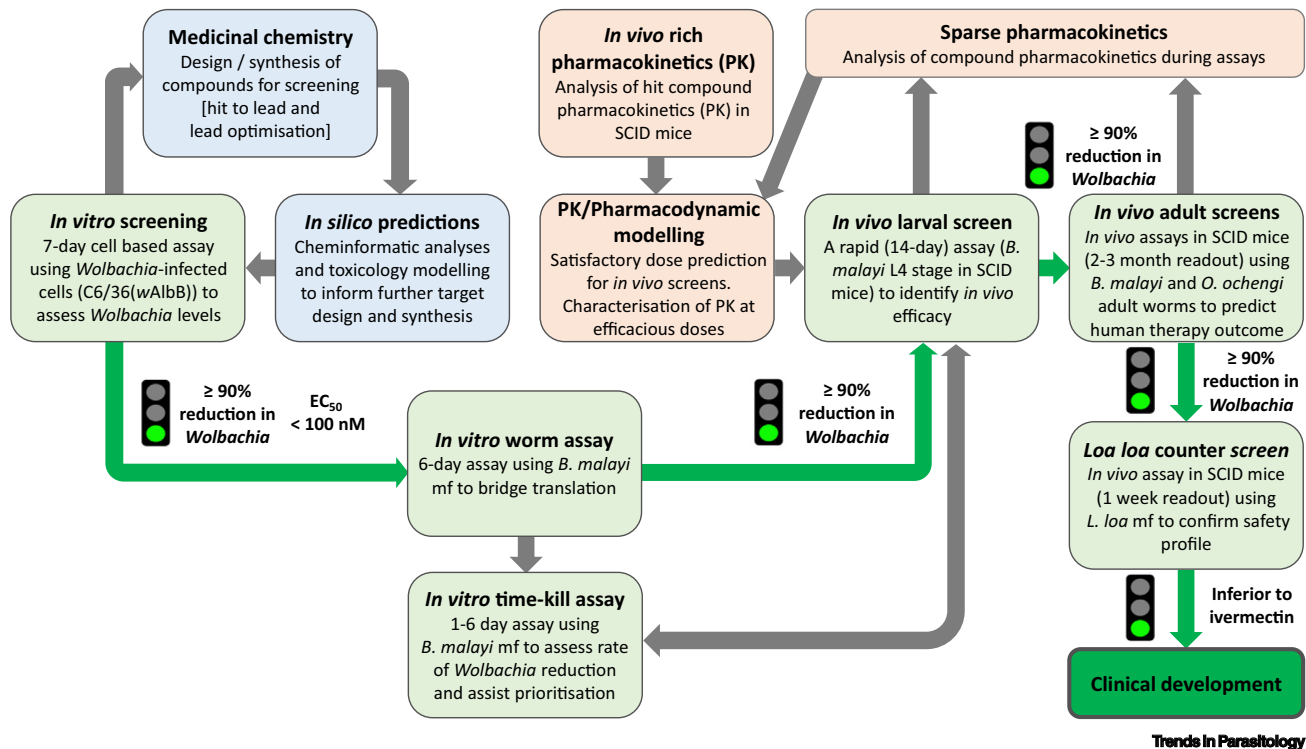 Medicinal chemistry
Design / synthesis of
compounds for screening
[hit to lead and
lead optimisation]
In vivo rich
pharmacokinetics (PK)
Analysis of hit compound
pharmacokinetics (PK) in
SCID mice
Sparse pharmacokinetics
Analysis of compound pharmacokinetics during assays
≥ 90%
reduction in
Wolbachia
In vitro screening
7-day cell based assay
using Wolbachia-infected
cells (C6/36(wAlbB)) to
assess Wolbachia levels
In silico predictions
Cheminformatic analyses
and toxicology modelling
to inform further target
design and synthesis
PK/Pharmacodynamic
modelling
Satisfactory dose prediction
for in vivo screens.
Characterisation of PK at
efficacious doses
In vivo larval screen
A rapid (14-day) assay (B.
malayi L4 stage in SCID
mice) to identify in vivo
efficacy
In vivo adult screens
In vivo assays in SCID mice
(2-3 month readout) using
B. malayi and O. ochengi
adult worms to predict
human therapy outcome
≥ 90%
reduction in
Wolbachia
EC50
< 100 nM
≥ 90%
reduction in
Wolbachia
≥ 90%
reduction in
Wolbachia
In vitro worm assay
6-day assay using B. malayi
mf to bridge translation
Loa loa counter screen
In vivo assay in SCID mice
(1 week readout) using
L. loa mf to confirm safety
profile
In vitro time-kill assay
1-6 day assay using
B. malayi mf to assess rate
of Wolbachia reduction
and assist prioritisation
Inferior to
ivermectin
Clinical development
Trends in Parasitology